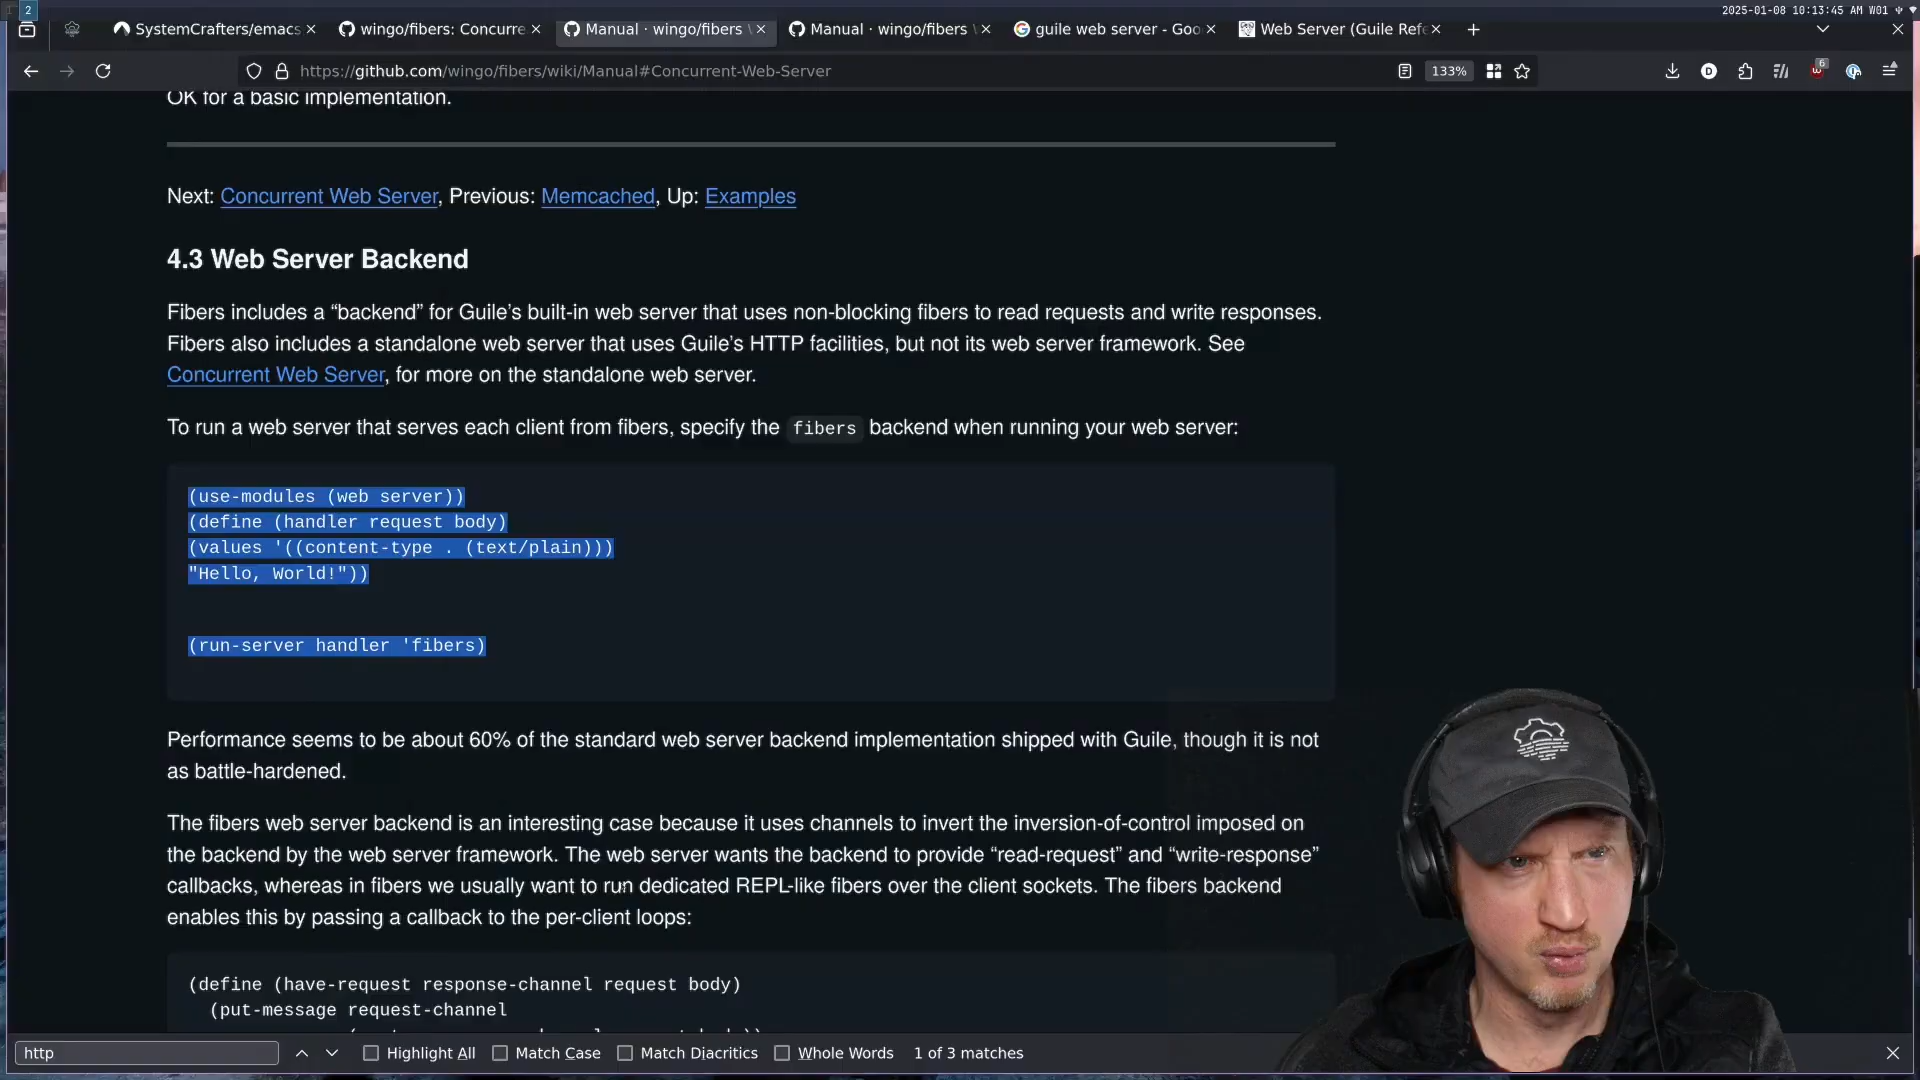 1 2 2025-01-08 10:13:45 AM W01
SystemCrafters/emacs
wingo/fibers: Concurre
Manual · wingo/fibers \
Manual · wingo/fibers
guile web server - Goo
Web Server (Guile Refe
https://github.com/wingo/fibers/wiki/Manual#Concurrent-Web-Server
133%
6
OK for a basic implementation.
Next: Concurrent Web Server, Previous: Memcached, Up: Examples
4.3 Web Server Backend
Fibers includes a “backend” for Guile’s built-in web server that uses non-blocking fibers to read requests and write responses.
Fibers also includes a standalone web server that uses Guile’s HTTP facilities, but not its web server framework. See
Concurrent Web Server, for more on the standalone web server.
To run a web server that serves each client from fibers, specify the fibers backend when running your web server:
(use-modules (web server))
(define (handler request body)
(values '((content-type . (text/plain)))
"Hello, World!"))
(run-server handler 'fibers)
Performance seems to be about 60% of the standard web server backend implementation shipped with Guile, though it is not
as battle-hardened.
The fibers web server backend is an interesting case because it uses channels to invert the inversion-of-control imposed on
the backend by the web server framework. The web server wants the backend to provide “read-request” and “write-response”
callbacks, whereas in fibers we usually want to run dedicated REPL-like fibers over the client sockets. The fibers backend
enables this by passing a callback to the per-client loops:
(define (have-request response-channel request body)
(put-message request-channel
http
Highlight All
Match Case
Match Diacritics
Whole Words
1 of 3 matches